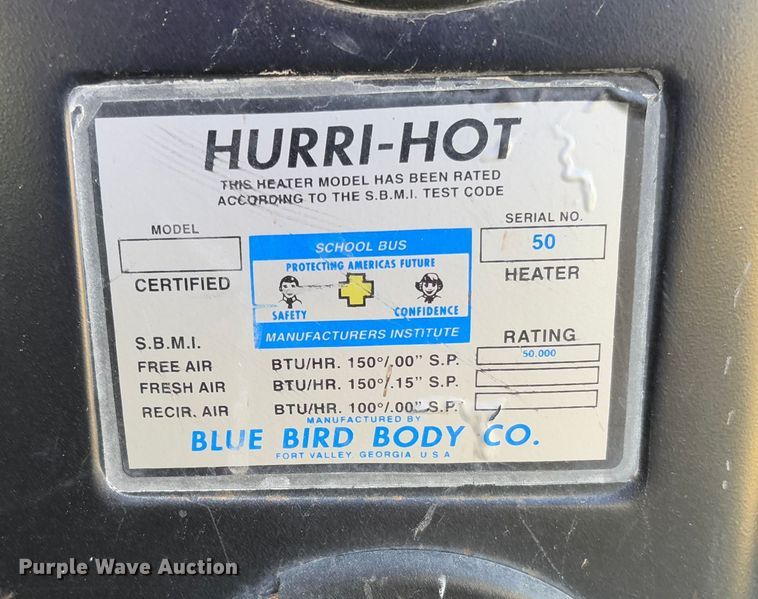 HURRI-HOT
THIS HEATER MODEL HAS BEEN RATED
ACCORDING TO THE S.B.M.I. TEST CODE
MODEL
CERTIFIED
SCHOOL BUS
PROTECTING AMERICAS FUTURE
SAFETY
CONFIDENCE
MANUFACTURERS INSTITUTE
SERIAL NO.
50
HEATER
S.B.M.I.
RATING
FREE AIR BTU/HR. 150°/.00" S.P. 50.000
FRESH AIR BTU/HR. 150°/.15" S.P.
RECIR. AIR BTU/HR. 100°/.00" S.P.
MANUFACTURED BY
BLUE BIRD BODY CO.
FORT VALLEY, GEORGIA U S A
Purple Wave Auction